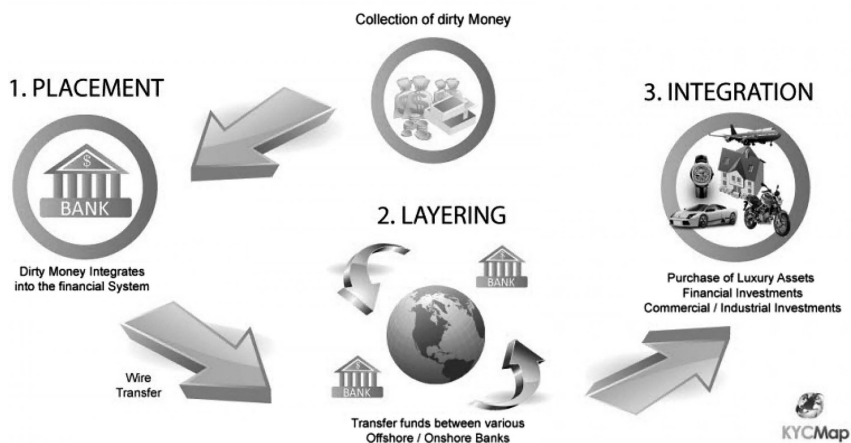 Collection of dirty Money
1. PLACEMENT
$
BANK
Dirty Money Integrates
into the financial System
Wire
Transfer
2. LAYERING
$
BANK
$
BANK
Transfer funds between various
Offshore / Onshore Banks
3. INTEGRATION
Purchase of Luxury Assets
Financial Investments
Commercial / Industrial Investments
KYCMap